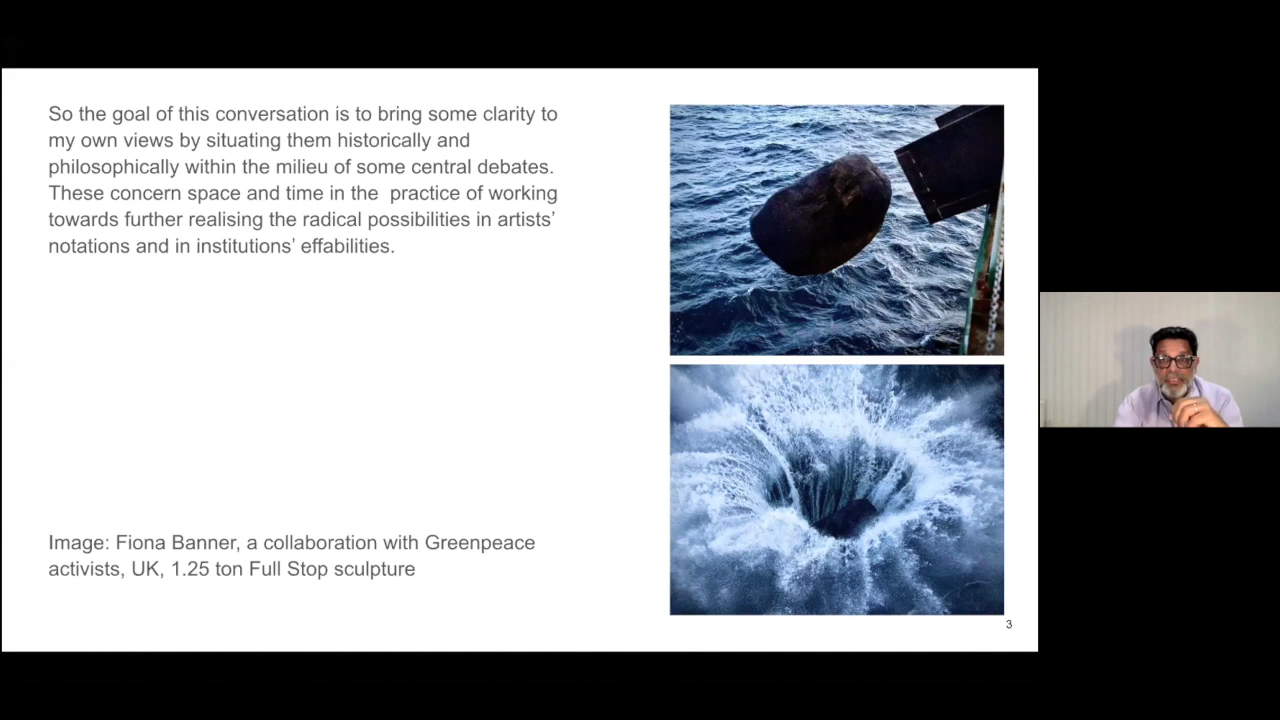 So the goal of this conversation is to bring some clarity to
my own views by situating them historically and
philosophically within the milieu of some central debates.
These concern space and time in the  practice of working
towards further realising the radical possibilities in artists’
notations and in institutions’ effabilities.
Image: Fiona Banner, a collaboration with Greenpeace
activists, UK, 1.25 ton Full Stop sculpture
3